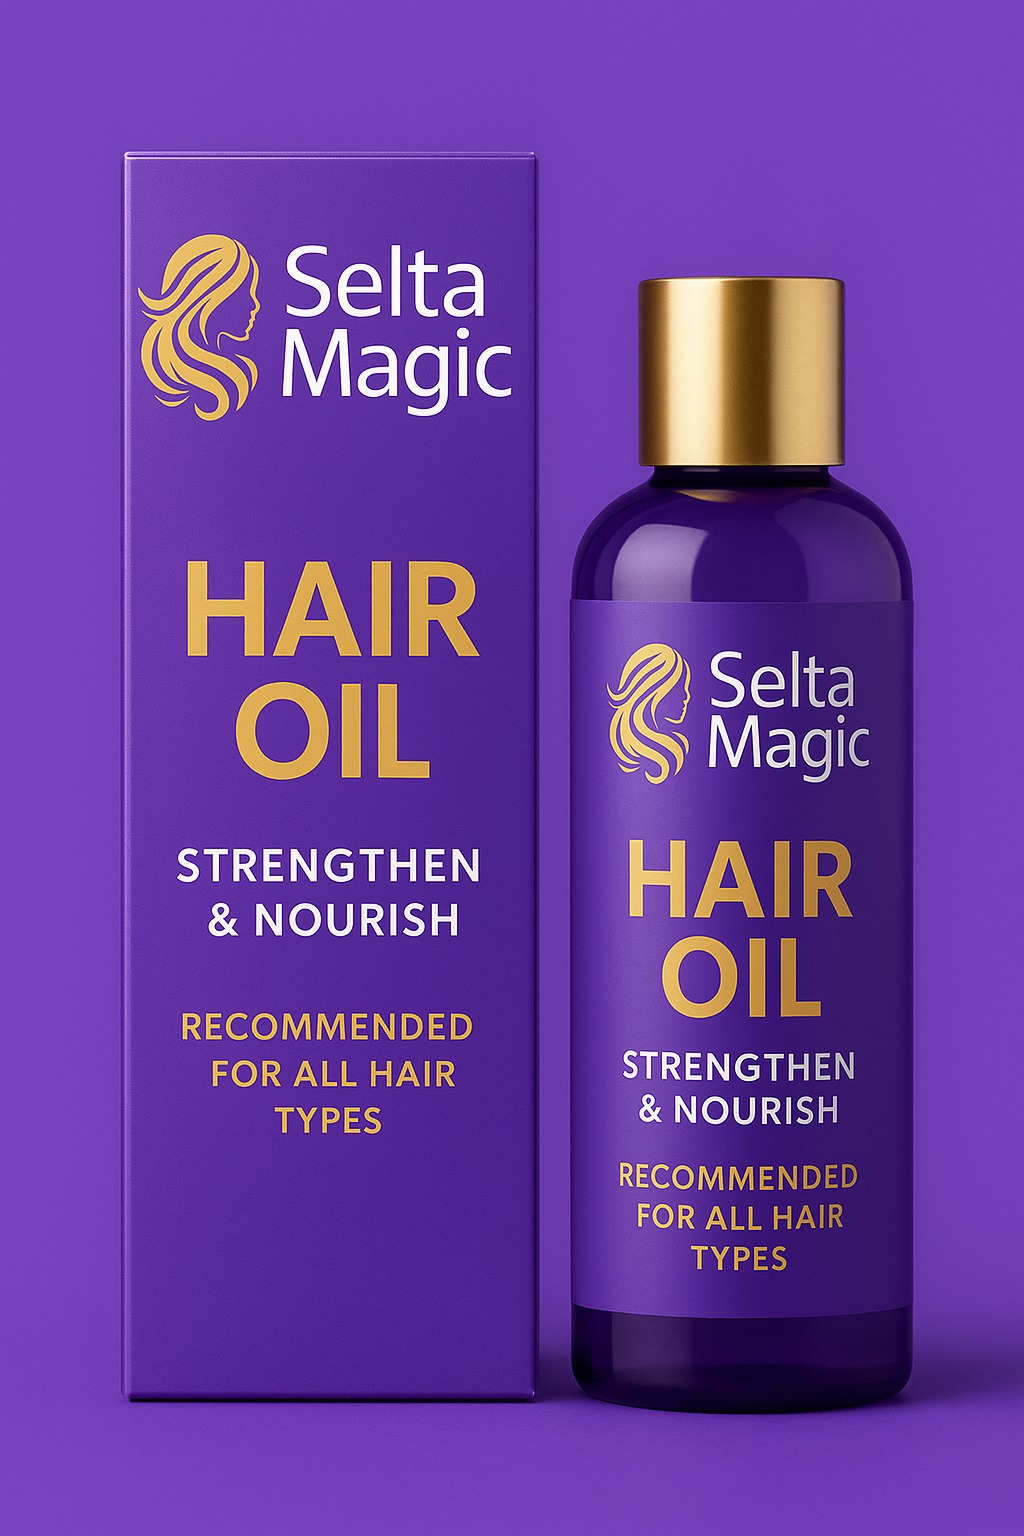 Selta
Magic
HAIR
OIL
STRENGTHEN
& NOURISH
RECOMMENDED
FOR ALL HAIR
TYPES
Selta
Magic
HAIR
OIL
STRENGTHEN
& NOURISH
RECOMMENDED
FOR ALL HAIR
TYPES